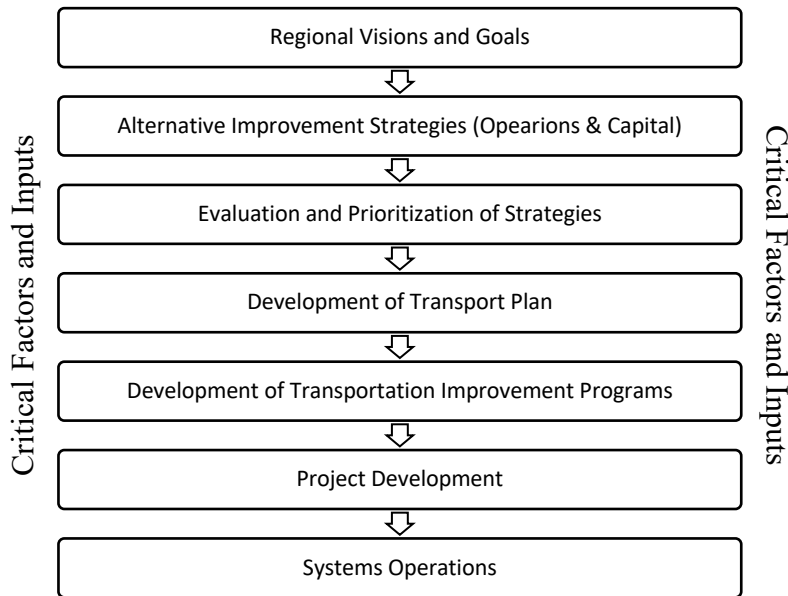 Regional Visions and Goals
Alternative Improvement Strategies (Opearions & Capital)
Evaluation and Prioritization of Strategies
Development of Transport Plan
Development of Transportation Improvement Programs
Project Development
Systems Operations
Critical Factors and Inputs
Critical Factors and Inputs